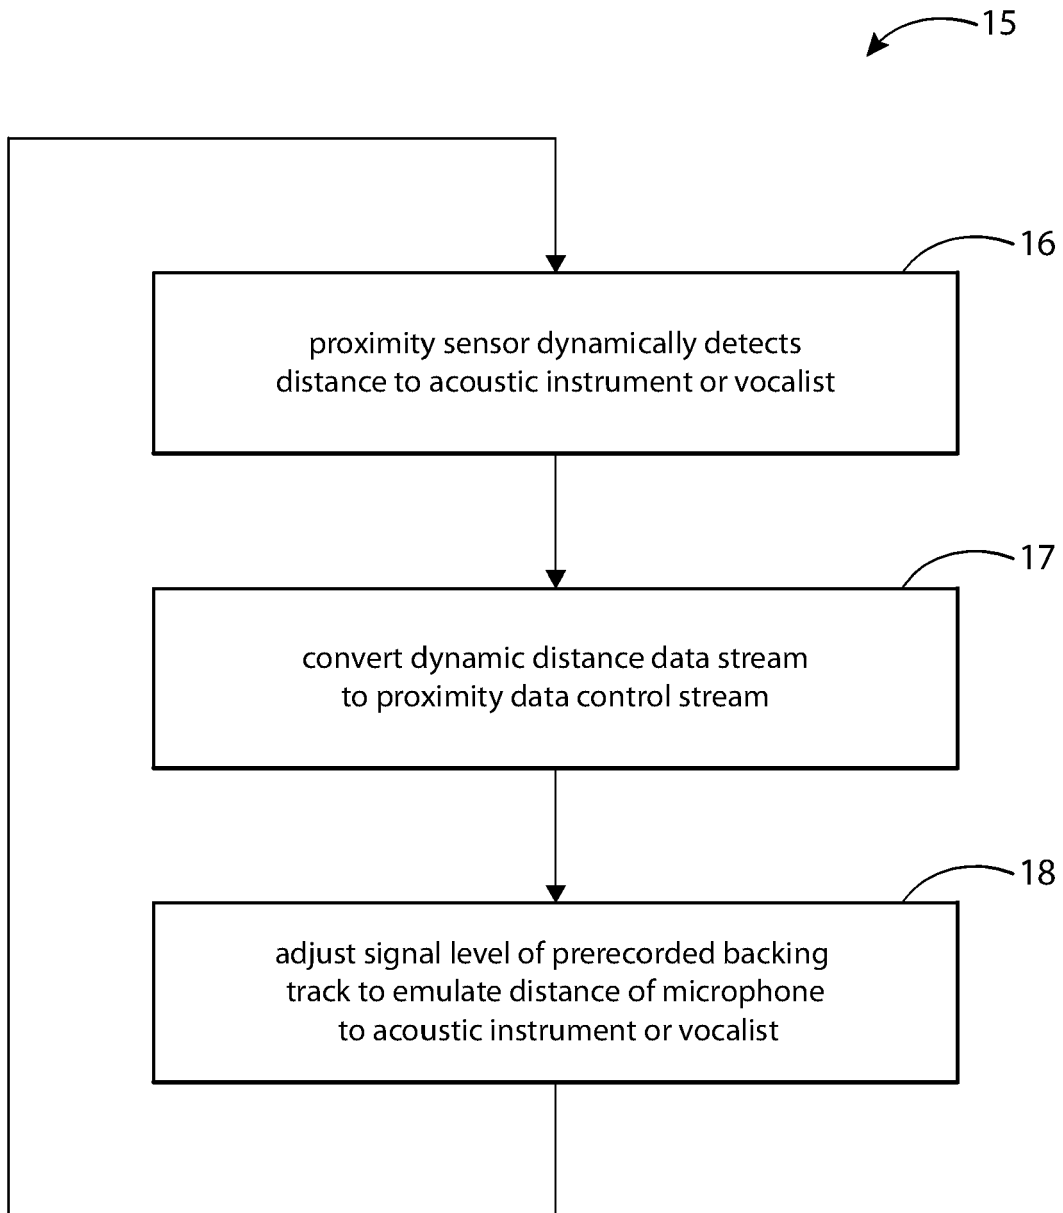 15
16
proximity sensor dynamically detects
distance to acoustic instrument or vocalist
17
convert dynamic distance data stream
to proximity data control stream
18
adjust signal level of prerecorded backing
track to emulate distance of microphone
to acoustic instrument or vocalist